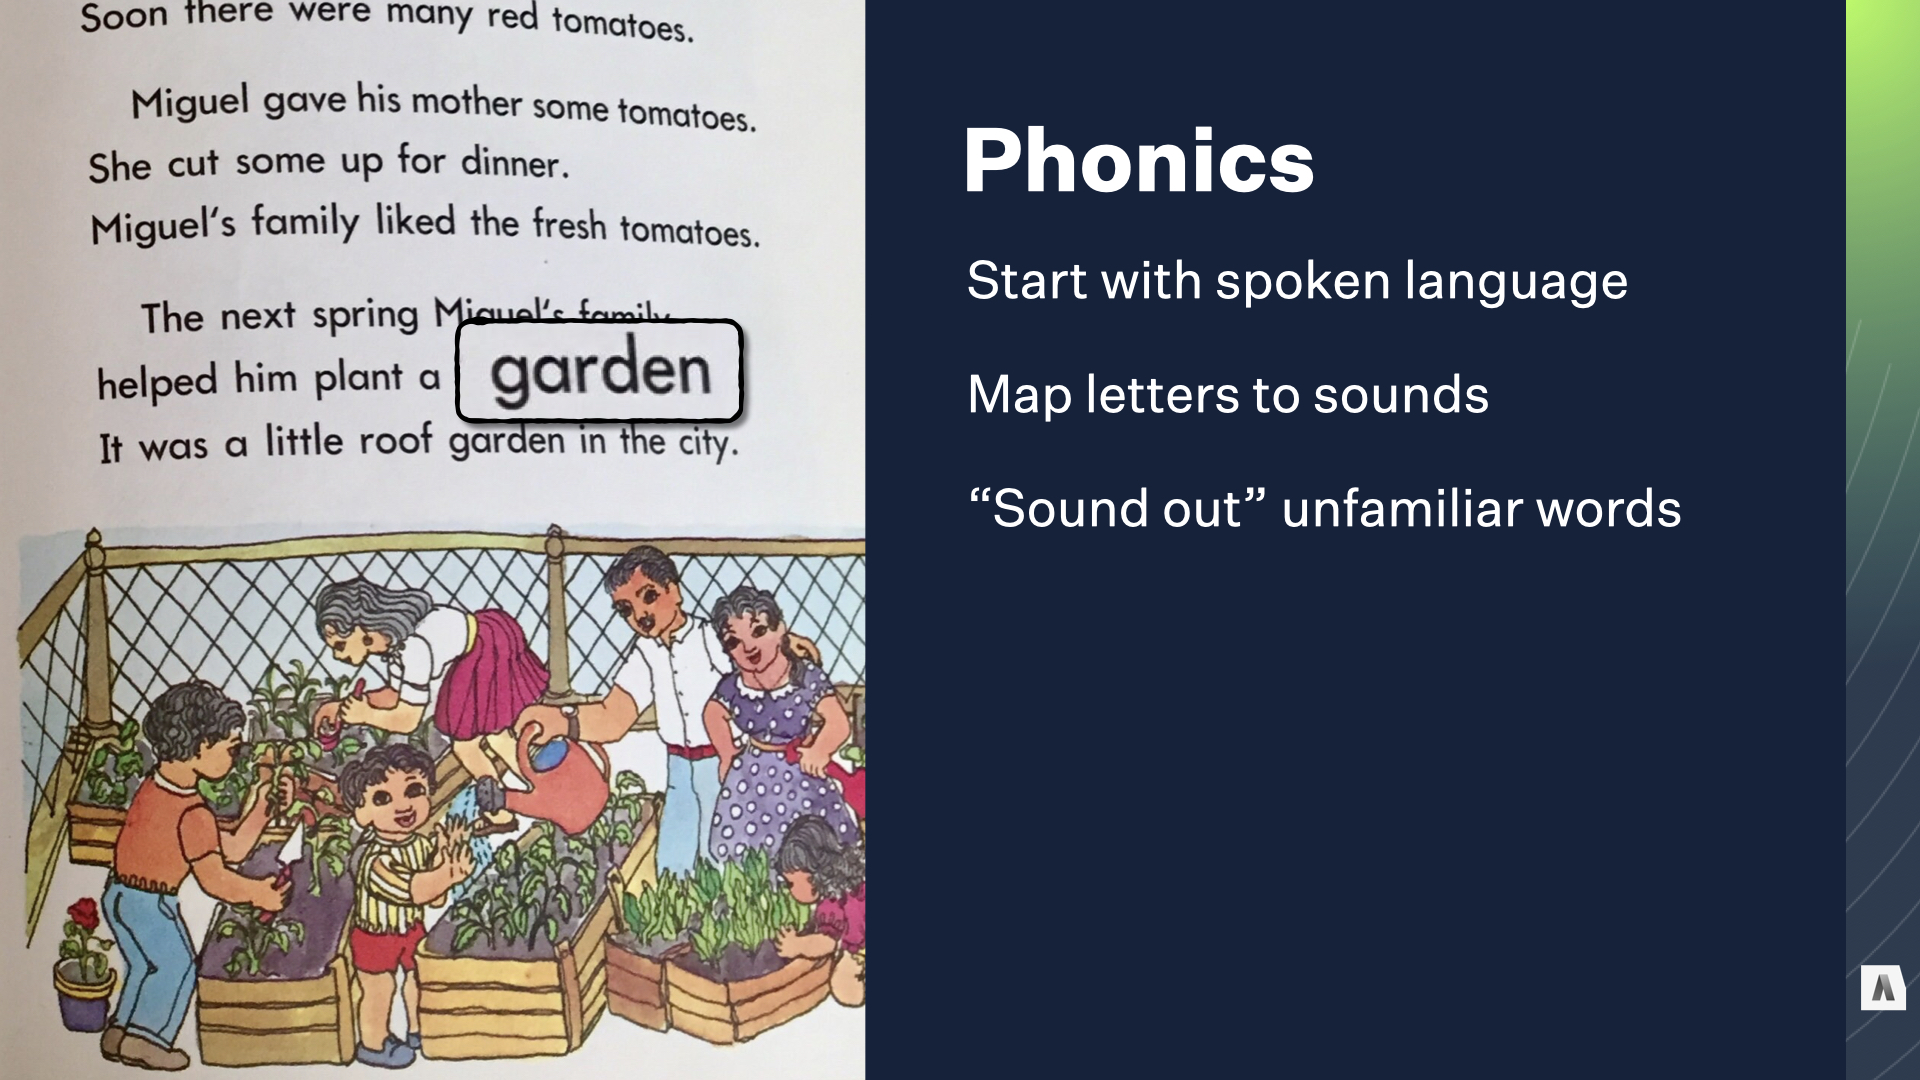 Soon there were many red tomatoes.
Miguel gave his mother some tomatoes.
She cut some up for dinner.
Miguel's family liked the fresh tomatoes.
The next spring Miguel's family
helped him plant a garden
It was a little roof garden in the city.
Phonics
Start with spoken language
Map letters to sounds
“Sound out” unfamiliar words